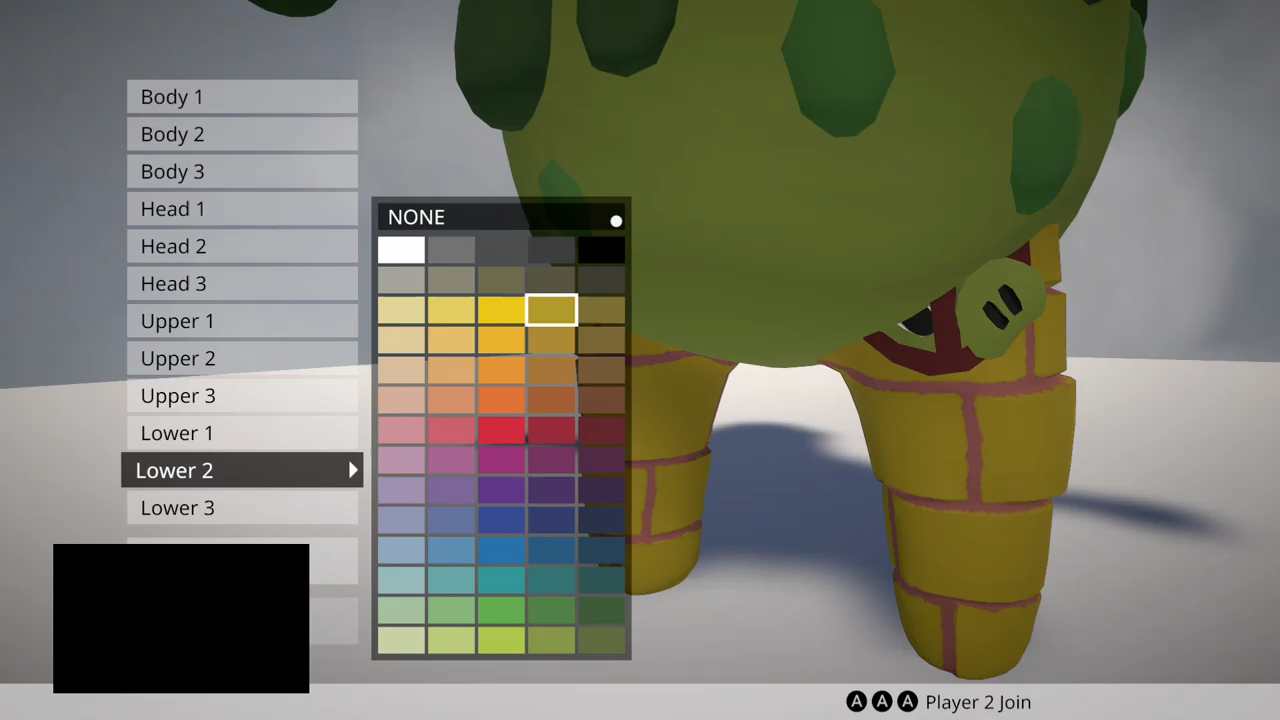 Body 1
Body 2
Body 3
Head 1
Head 2
Head 3
Upper 1
Upper 2
Upper 3
Lower 1
Lower 2
Lower 3
NONE
A A A Player 2 Join